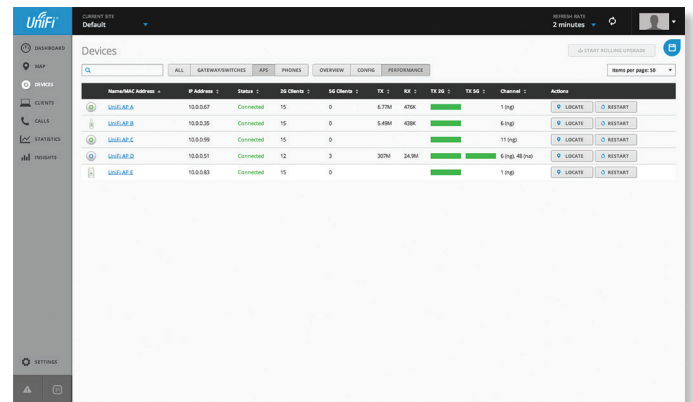 UniFi
CURRENT SITE
Default
REFRESH RATE
2 minutes
DASHBOARD
MAP
DEVICES
CLIENTS
CALLS
STATISTICS
INSIGHTS
SETTINGS
Devices
START ROLLING UPGRADE
ALL GATEWAY/SWITCHES APS PHONES OVERVIEW CONFIG PERFORMANCE
Items per page: 50
Name/MAC Address IP Address Status 2G Clients 5G Clients TX RX TX 2G TX 5G Channel Actions
UniFi AP A 10.0.0.67 Connected 15 0 6.77M 476K 1 (ng) LOCATE RESTART
UniFi AP B 10.0.0.35 Connected 15 0 5.49M 438K 6 (ng) LOCATE RESTART
UniFi AP C 10.0.0.99 Connected 15 0 11 (ng) LOCATE RESTART
UniFi AP D 10.0.0.51 Connected 12 3 307M 24.9M 6 (ng), 48 (na) LOCATE RESTART
UniFi AP E 10.0.0.83 Connected 15 0 1 (ng) LOCATE RESTART